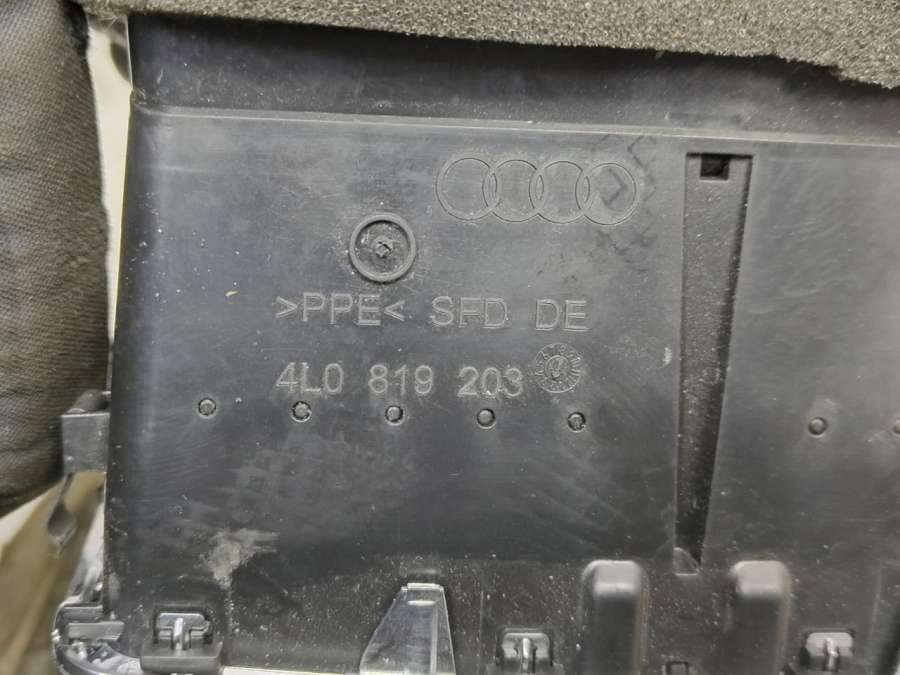 >PPE< SFD DE
4L0 819 203